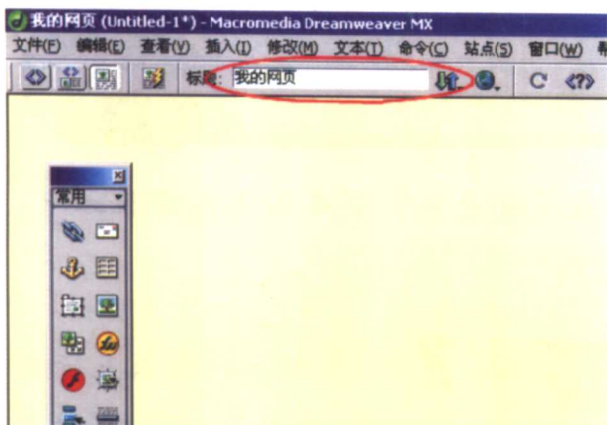 我的网页 (Untitled-1*) - Macromedia Dreamweaver MX
文件(F) 编辑(E) 查看(V) 插入(I) 修改(M) 文本(T) 命令(C) 站点(S) 窗口(W)
标题: 我的网页
常用